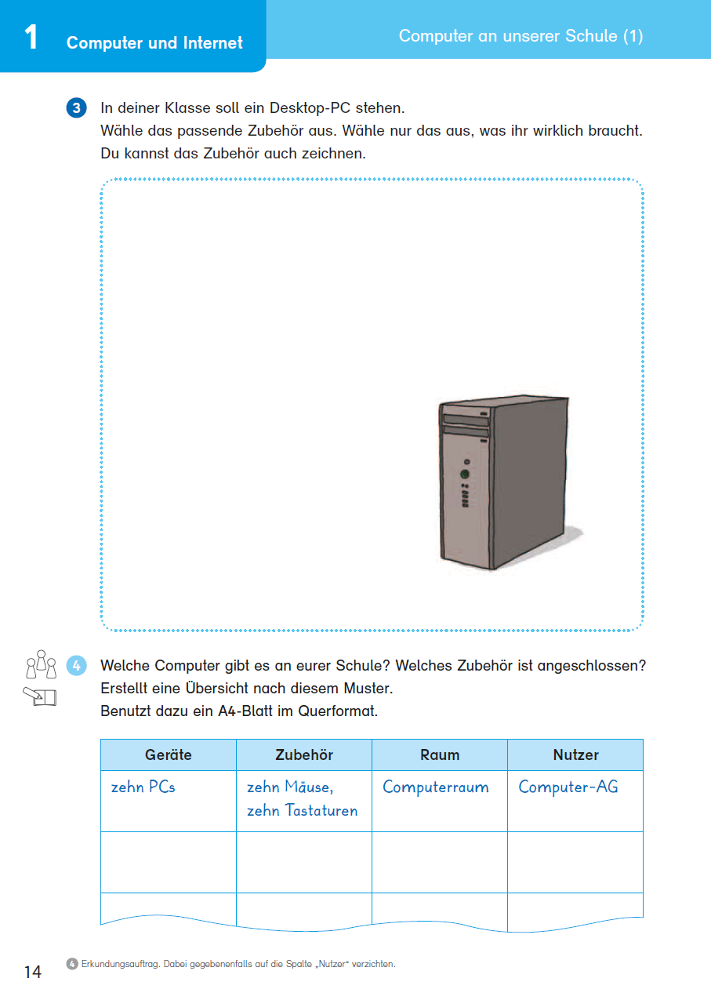 1 Computer und Internet
Computer an unserer Schule (1)
3 In deiner Klasse soll ein Desktop-PC stehen.
Wähle das passende Zubehör aus. Wähle nur das aus, was ihr wirklich braucht.
Du kannst das Zubehör auch zeichnen.
4 Welche Computer gibt es an eurer Schule? Welches Zubehör ist angeschlossen?
Erstellt eine Übersicht nach diesem Muster.
Benutzt dazu ein A4-Blatt im Querformat.
Geräte Zubehör Raum Nutzer
zehn PCs zehn Mäuse, Computerraum Computer-AG
zehn Tastaturen
4 Erkundungsauftrag. Dabei gegebenenfalls auf die Spalte „Nutzer“ verzichten.
14